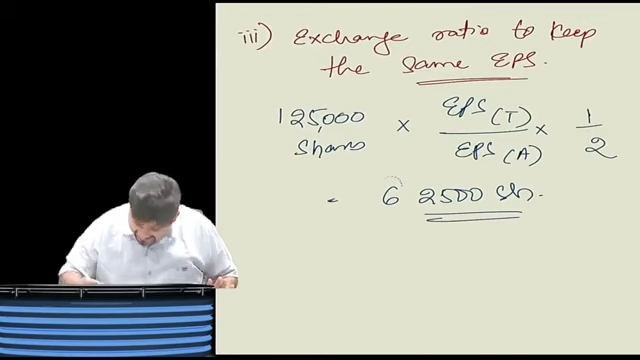 iii) Exchange ratio to keep
the same EPS.
125,000 shares × EPS(T) / EPS(A) × 1 / 2
= 62500 sh.